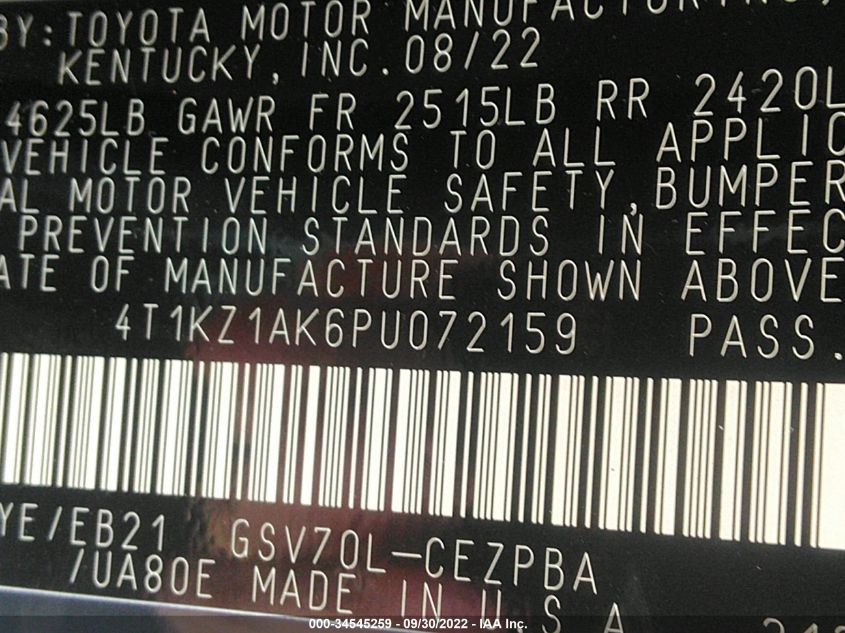 BY: TOYOTA MOTOR MANUFACTURING,
KENTUCKY, INC. 08/22
4625LB GAWR FR 2515LB RR 2420L
VEHICLE CONFORMS TO ALL APPLIC
AL MOTOR VEHICLE SAFETY, BUMPER
PREVENTION STANDARDS IN EFFEC
ATE OF MANUFACTURE SHOWN ABOVE
4T1KZ1AK6PU072159 PASS.
YE/EB21 GSV70L-CEZPBA
/UA80E MADE IN U.S.A
000-34545259 - 09/30/2022 - IAA Inc.